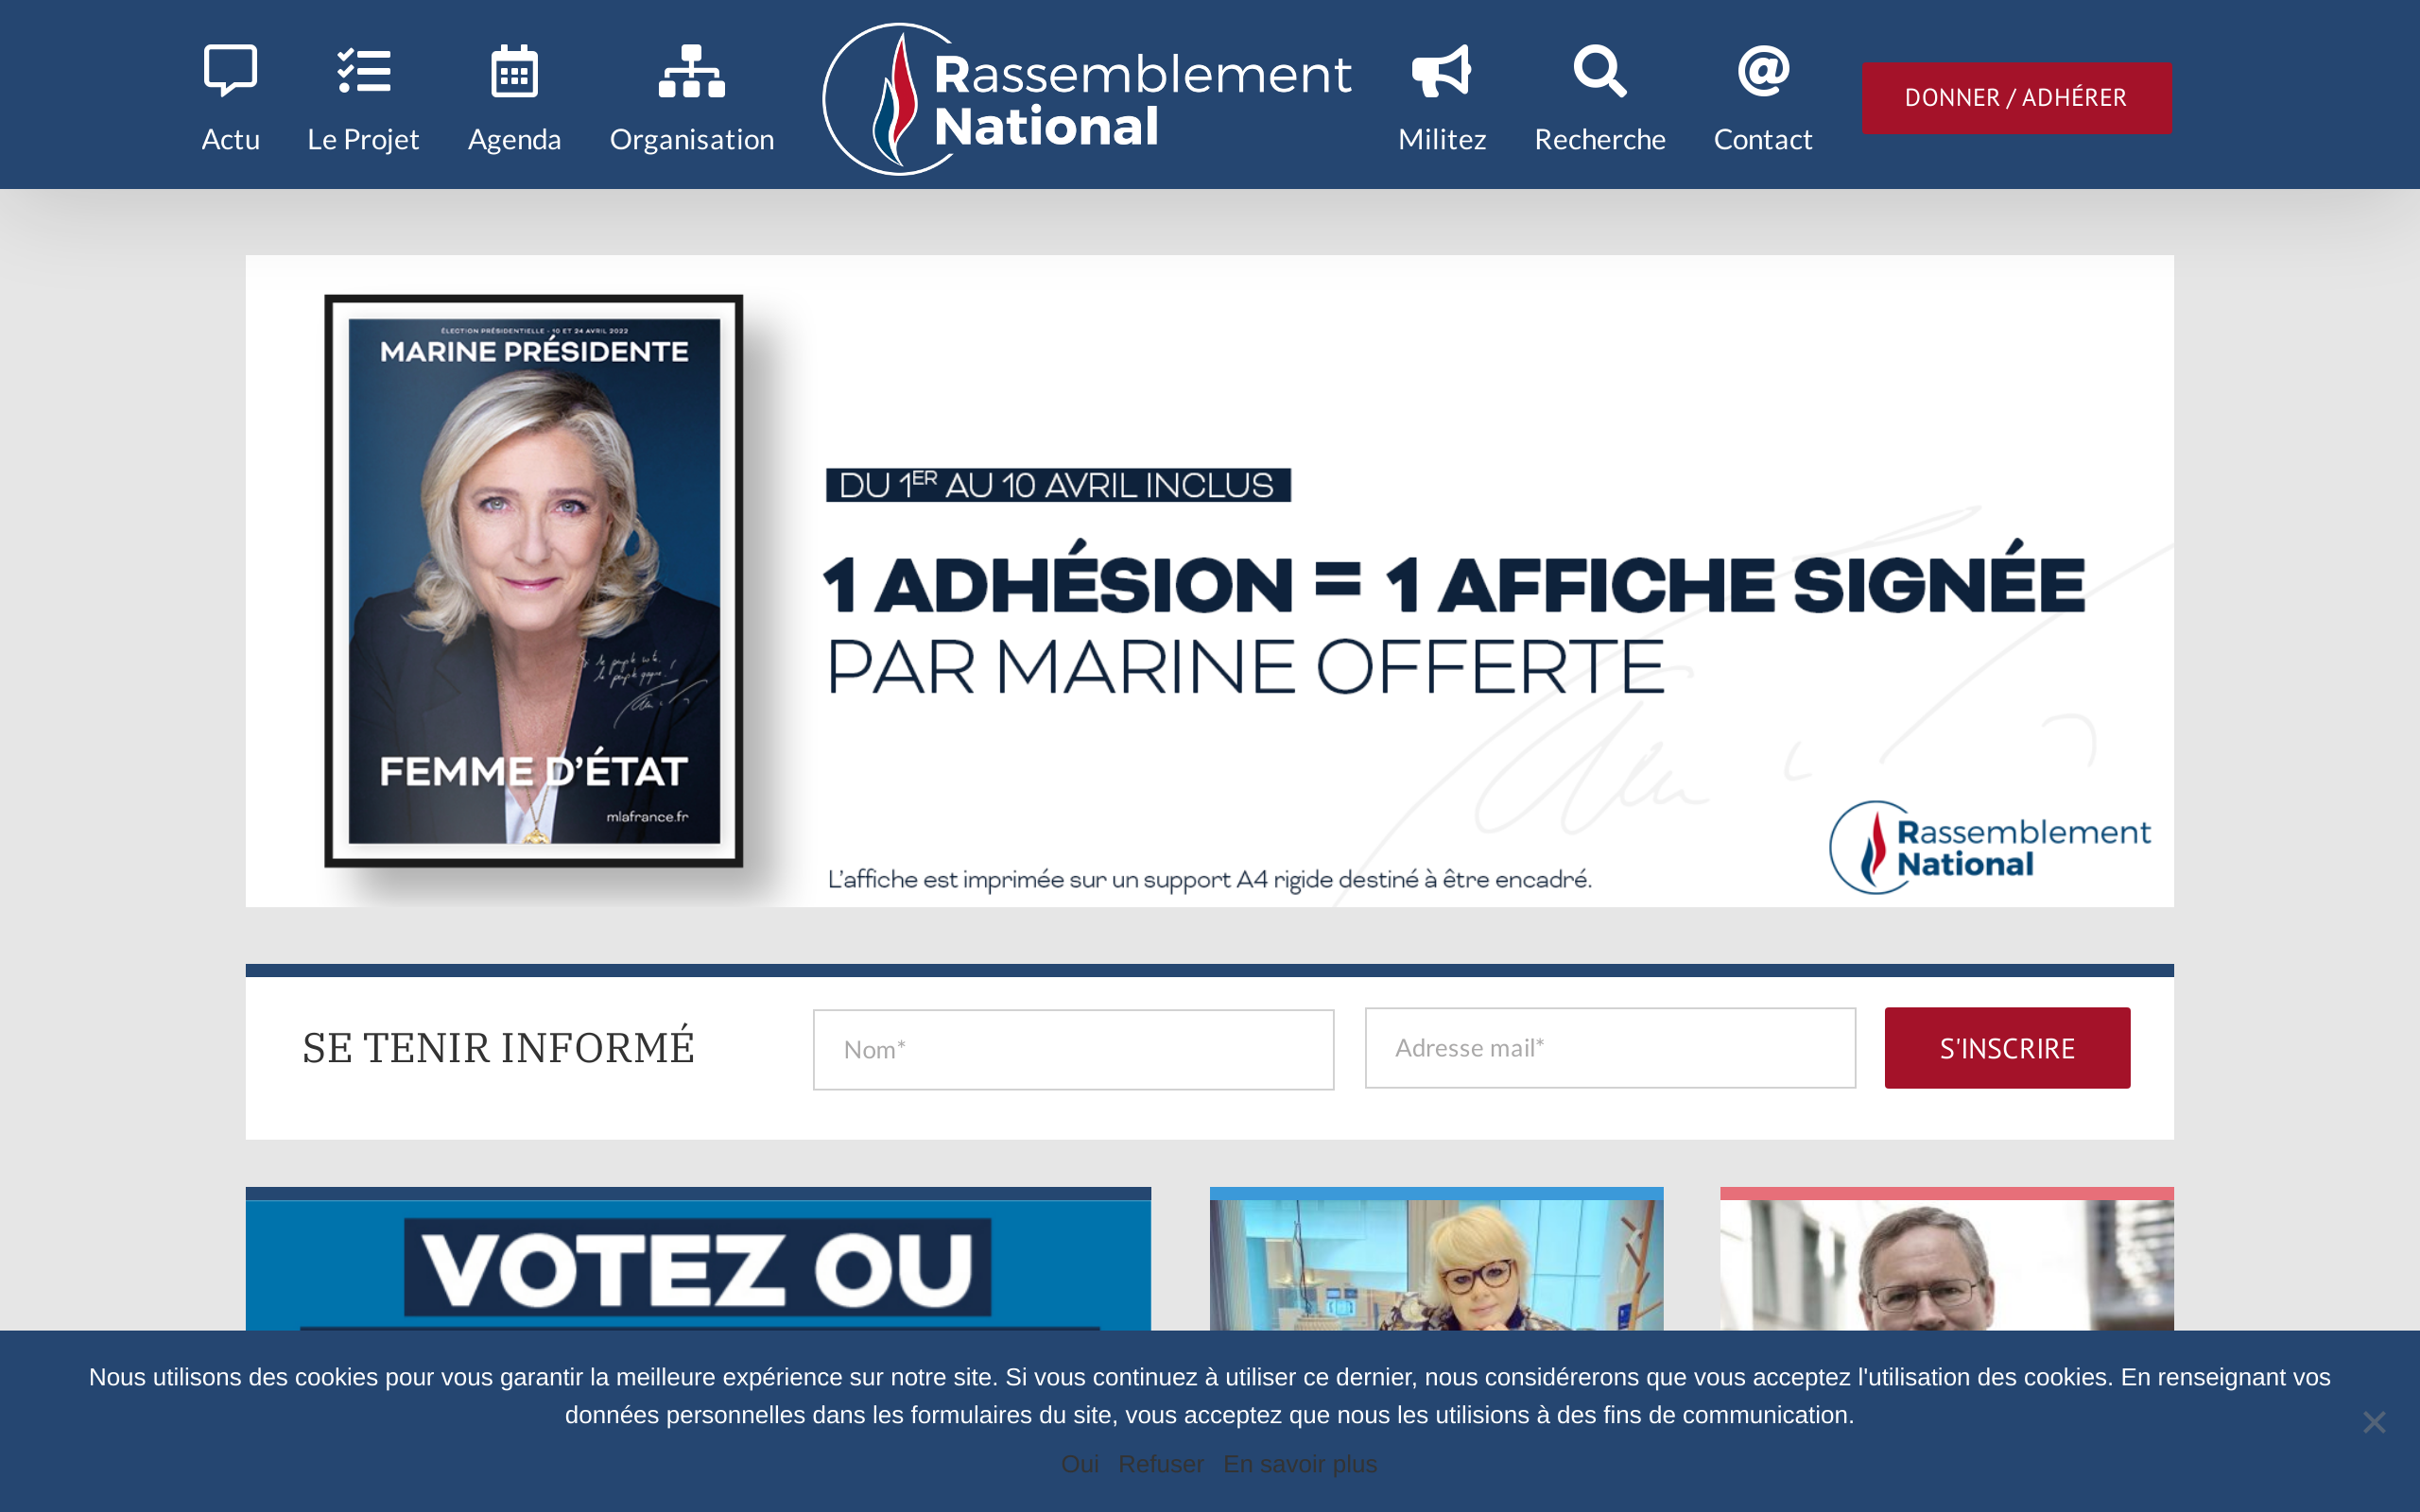 Actu
Le Projet
Agenda
Organisation
Rassemblement
National
Militez
Recherche
Contact
DONNER / ADHÉRER
ÉLECTION PRÉSIDENTIELLE - 10 ET 24 AVRIL 2022
MARINE PRÉSIDENTE
FEMME D'ÉTAT
mlafrance.fr
DU 1ER AU 10 AVRIL INCLUS
1 ADHÉSION = 1 AFFICHE SIGNÉE
PAR MARINE OFFERTE
L'affiche est imprimée sur un support A4 rigide destiné à être encadré.
Rassemblement
National
SE TENIR INFORMÉ
Nom*
Adresse mail*
S'INSCRIRE
VOTEZ OU
Nous utilisons des cookies pour vous garantir la meilleure expérience sur notre site. Si vous continuez à utiliser ce dernier, nous considérerons que vous acceptez l'utilisation des cookies. En renseignant vos
données personnelles dans les formulaires du site, vous acceptez que nous les utilisions à des fins de communication.
Oui Refuser En savoir plus